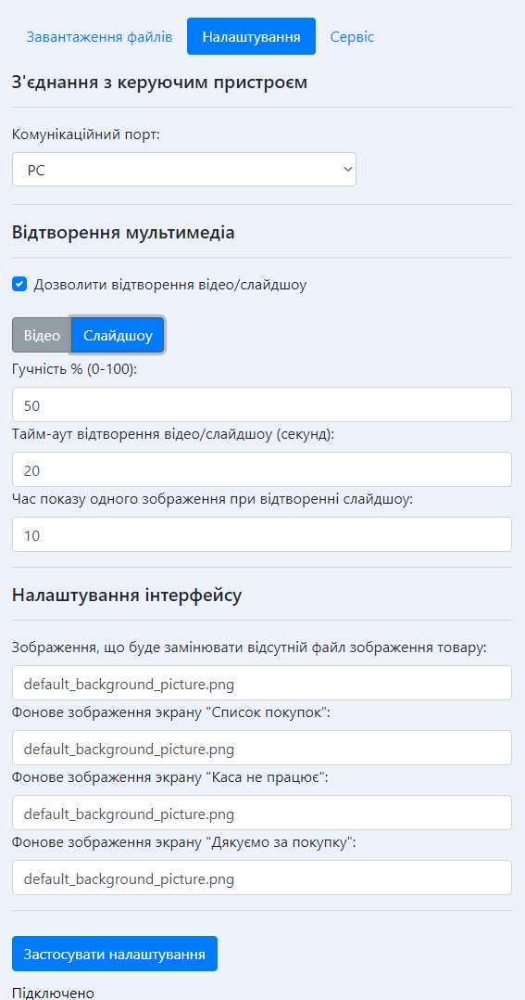 Завантаження файлів Налаштування Сервіс
З'єднання з керуючим пристроєм
Комунікаційний порт:
PC
Відтворення мультимедіа
Дозволити відтворення відео/слайдшоу
Відео Слайдшоу
Гучність % (0-100):
50
Тайм-аут відтворення відео/слайдшоу (секунд):
20
Час показу одного зображення при відтворенні слайдшоу:
10
Налаштування інтерфейсу
Зображення, що буде замінювати відсутній файл зображення товару:
default_background_picture.png
Фонове зображення экрану "Список покупок":
default_background_picture.png
Фонове зображення экрану "Каса не працює":
default_background_picture.png
Фонове зображення экрану "Дякуємо за покупку":
default_background_picture.png
Застосувати налаштування
Підключено